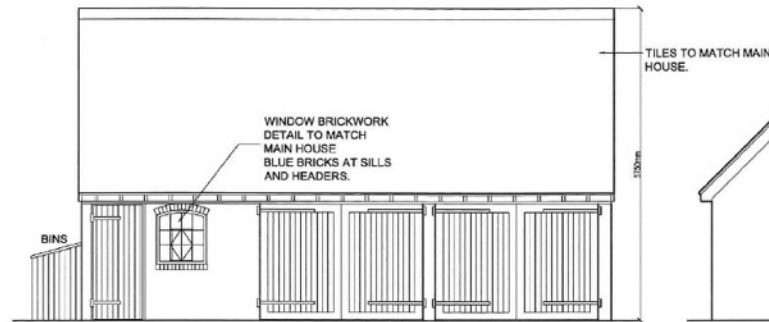 TILES TO MATCH MAIN
HOUSE.
WINDOW BRICKWORK
DETAIL TO MATCH
MAIN HOUSE
BLUE BRICKS AT SILLS
AND HEADERS.
5750mm
BINS